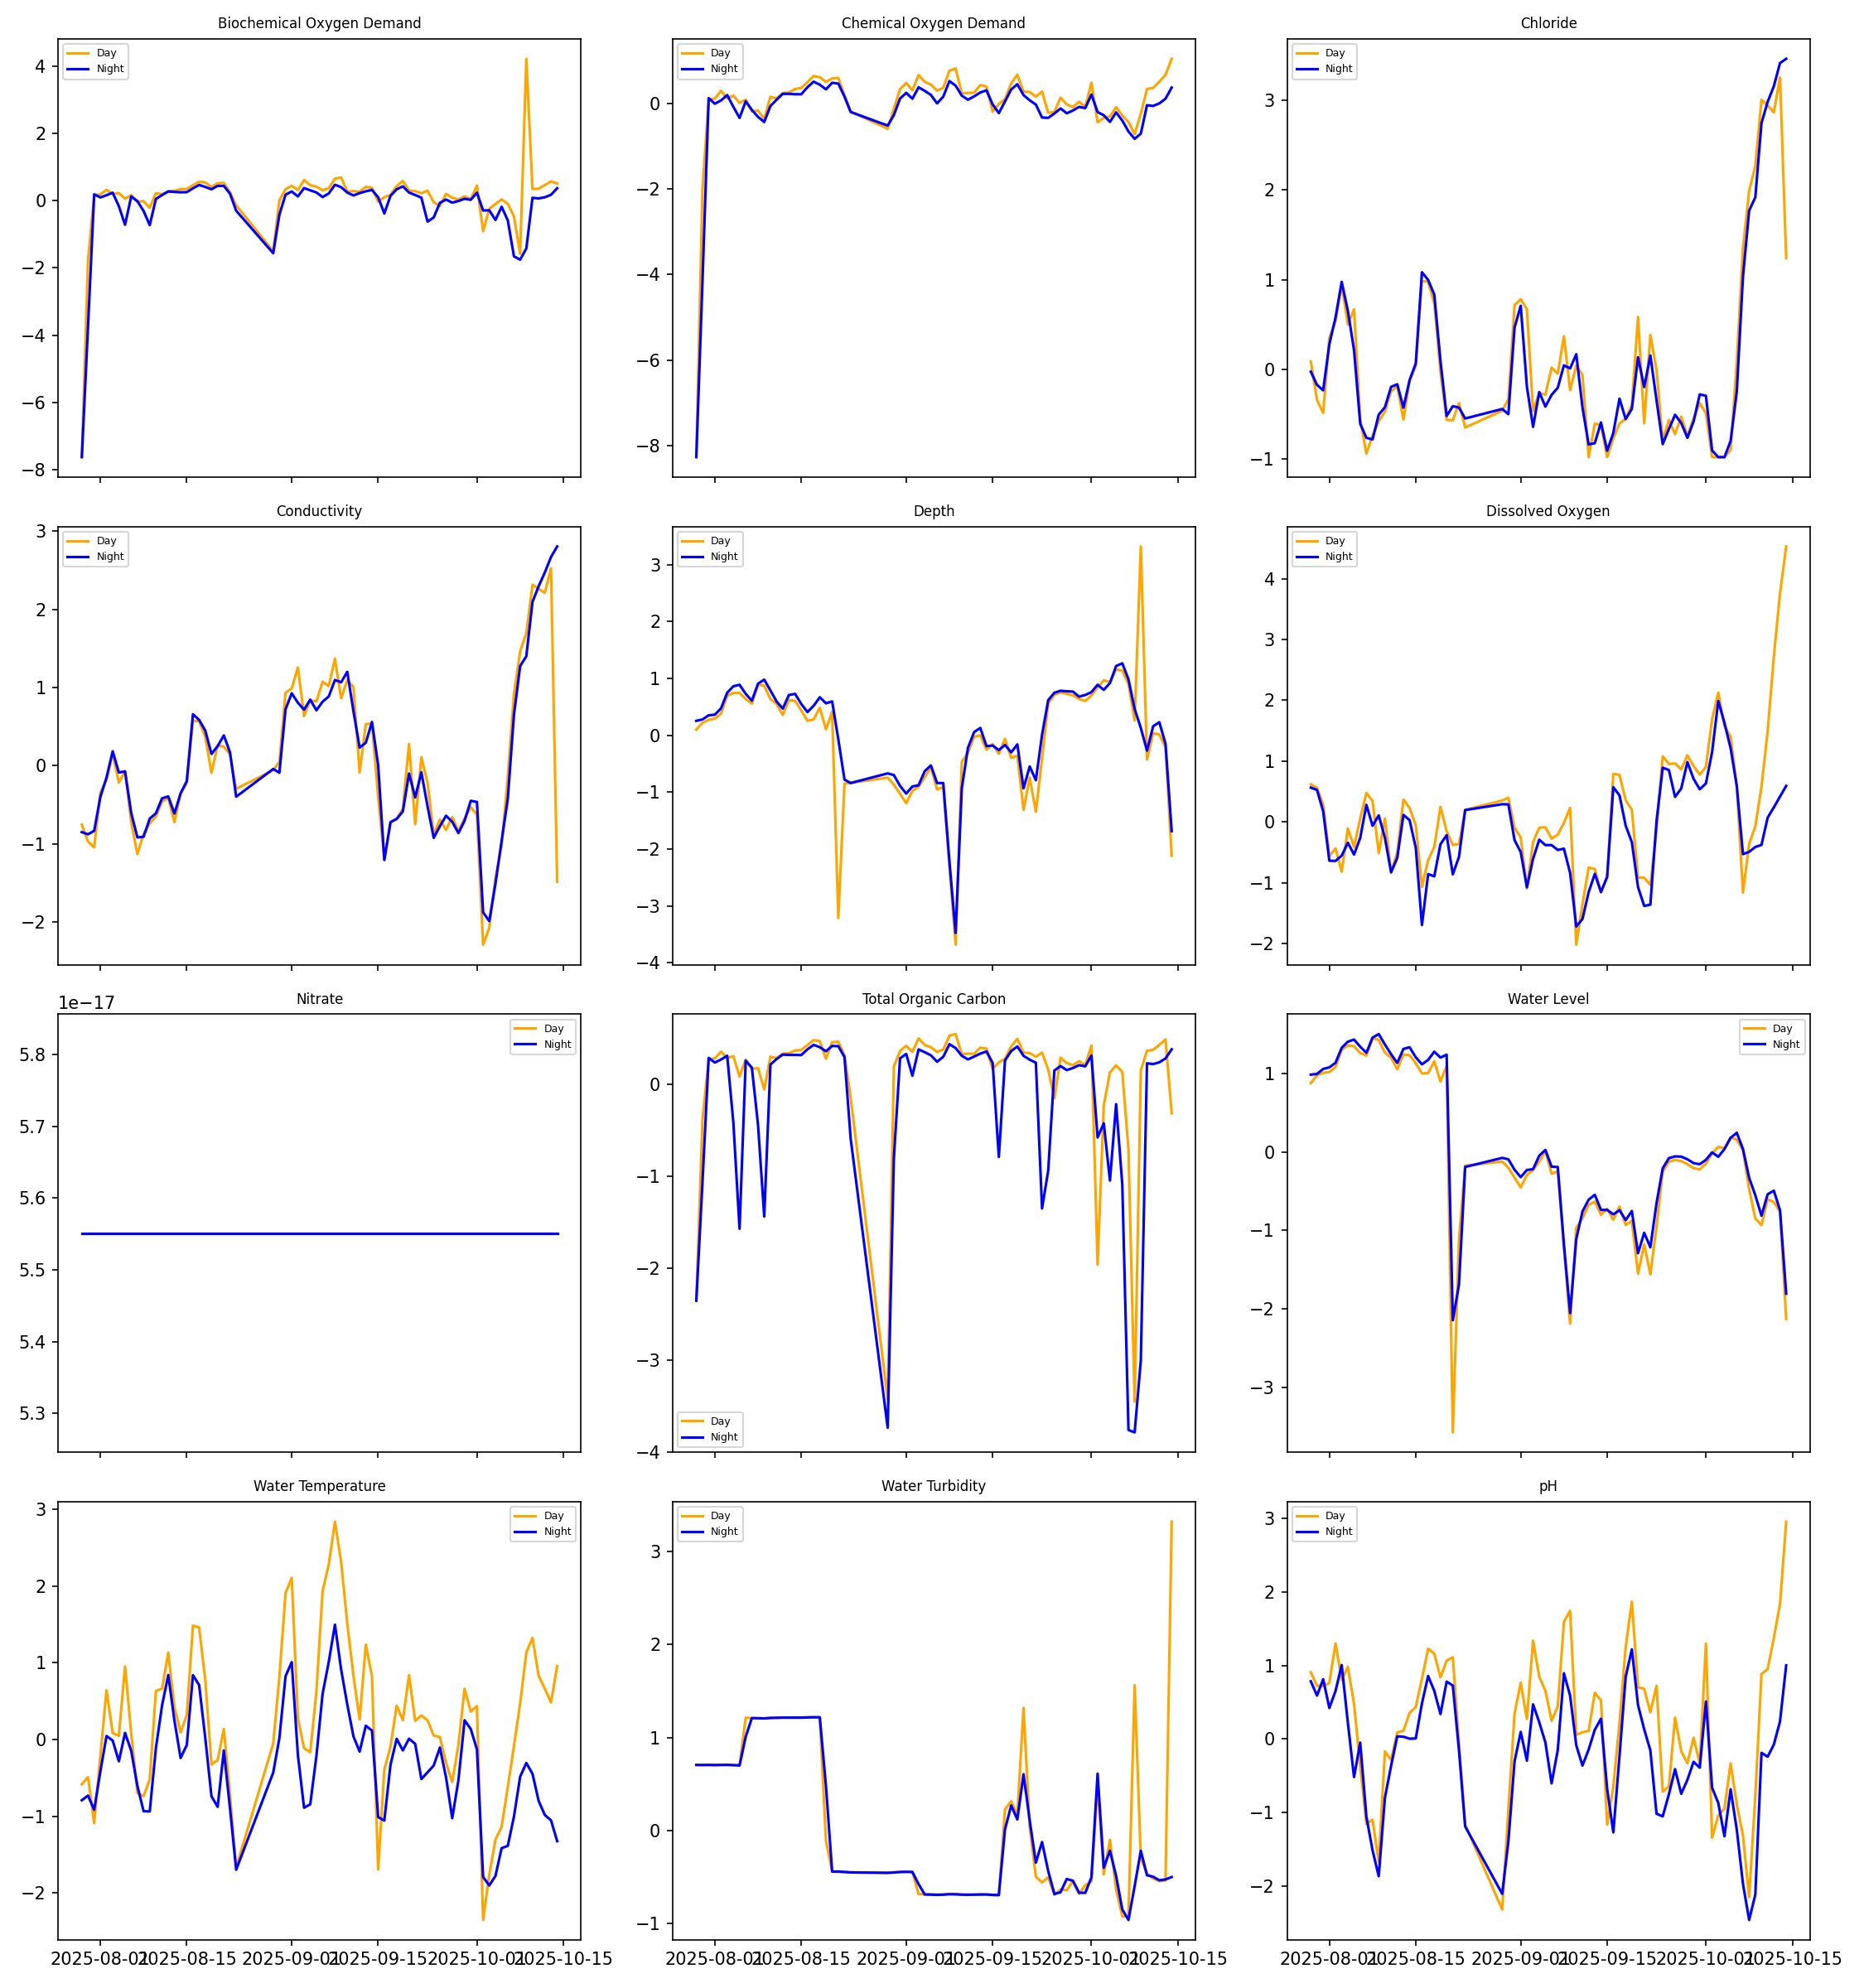 Biochemical Oxygen Demand
Day
Night
4
2
0
−2
−4
−6
−8
Chemical Oxygen Demand
Day
Night
0
−2
−4
−6
−8
Chloride
Day
Night
3
2
1
0
−1
Conductivity
Day
Night
3
2
1
0
−1
−2
Depth
Day
Night
3
2
1
0
−1
−2
−3
−4
Dissolved Oxygen
Day
Night
4
3
2
1
0
−1
−2
Nitrate
1e−17
Day
Night
5.8
5.7
5.6
5.5
5.4
5.3
Total Organic Carbon
Day
Night
0
−1
−2
−3
−4
Water Level
Day
Night
1
0
−1
−2
−3
Water Temperature
Day
Night
3
2
1
0
−1
−2
2025-08-01
2025-08-15
2025-09-01
2025-09-15
2025-10-01
2025-10-15
Water Turbidity
Day
Night
3
2
1
0
−1
2025-08-01
2025-08-15
2025-09-01
2025-09-15
2025-10-01
2025-10-15
pH
Day
Night
3
2
1
0
−1
−2
2025-08-01
2025-08-15
2025-09-01
2025-09-15
2025-10-01
2025-10-15